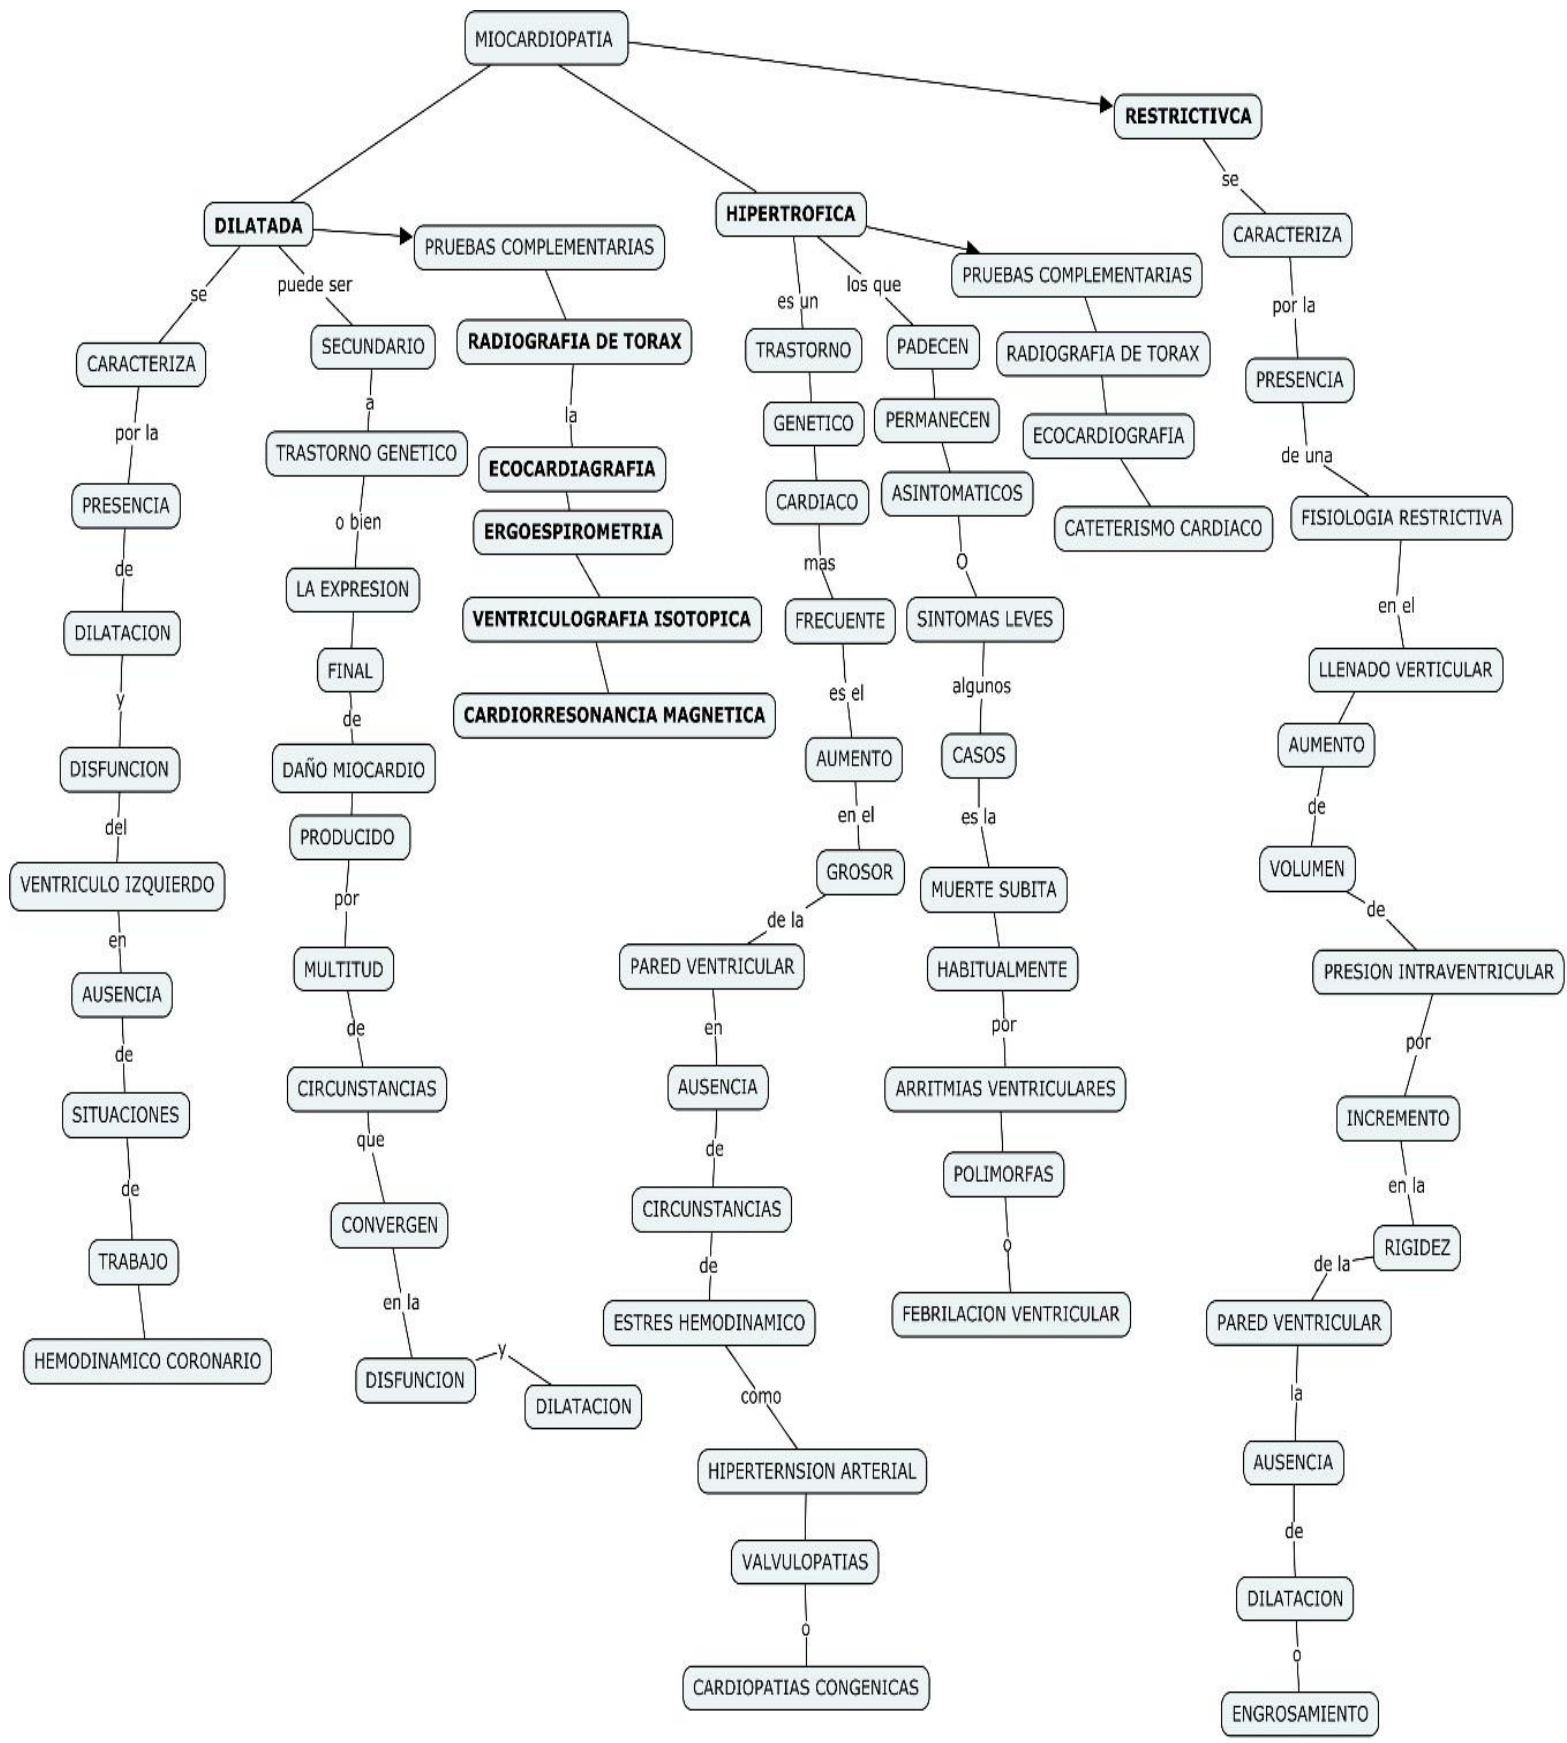 MIOCARDIOPATIA
RESTRICTIVCA
DILATADA
HIPERTROFICA
se
CARACTERIZA
por la
PRESENCIA
de
DILATACION
y
DISFUNCION
del
VENTRICULO IZQUIERDO
en
AUSENCIA
de
SITUACIONES
de
TRABAJO
HEMODINAMICO CORONARIO
puede ser
SECUNDARIO
a
TRASTORNO GENETICO
o bien
LA EXPRESION
FINAL
de
DAÑO MIOCARDIO
PRODUCIDO
por
MULTITUD
de
CIRCUNSTANCIAS
que
CONVERGEN
en la
DISFUNCION
y
DILATACION
PRUEBAS COMPLEMENTARIAS
RADIOGRAFIA DE TORAX
la
ECOCARDIAGRAFIA
ERGOESPIROMETRIA
VENTRICULOGRAFIA ISOTOPICA
CARDIORRESONANCIA MAGNETICA
es un
TRASTORNO
GENETICO
CARDIACO
mas
FRECUENTE
es el
AUMENTO
en el
GROSOR
de la
PARED VENTRICULAR
en
AUSENCIA
de
CIRCUNSTANCIAS
de
ESTRES HEMODINAMICO
como
HIPERTERNSION ARTERIAL
VALVULOPATIAS
o
CARDIOPATIAS CONGENICAS
los que
PADECEN
PERMANECEN
ASINTOMATICOS
O
SINTOMAS LEVES
algunos
CASOS
es la
MUERTE SUBITA
HABITUALMENTE
por
ARRITMIAS VENTRICULARES
POLIMORFAS
o
FEBRILACION VENTRICULAR
PRUEBAS COMPLEMENTARIAS
RADIOGRAFIA DE TORAX
ECOCARDIOGRAFIA
CATETERISMO CARDIACO
se
CARACTERIZA
por la
PRESENCIA
de una
FISIOLOGIA RESTRICTIVA
en el
LLENADO VERTICULAR
AUMENTO
de
VOLUMEN
de
PRESION INTRAVENTRICULAR
por
INCREMENTO
en la
RIGIDEZ
de la
PARED VENTRICULAR
la
AUSENCIA
de
DILATACION
o
ENGROSAMIENTO